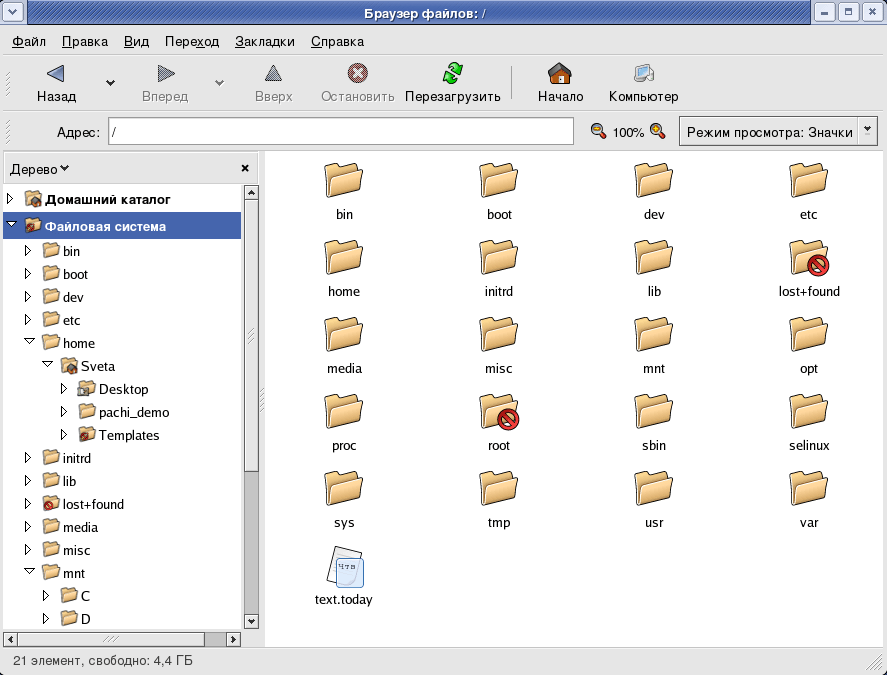 Браузер файлов: /
Файл Правка Вид Переход Закладки Справка
Назад Вперед Вверх Остановить Перезагрузить Начало Компьютер
Адрес: / 100% Режим просмотра: Значки
Дерево
Домашний каталог
Файловая система
bin
boot
dev
etc
home
Sveta
Desktop
pachi_demo
Templates
initrd
lib
lost+found
media
misc
mnt
C
D
bin boot dev etc
home initrd lib lost+found
media misc mnt opt
proc root sbin selinux
sys tmp usr var
Чтв
text.today
21 элемент, свободно: 4,4 ГБ